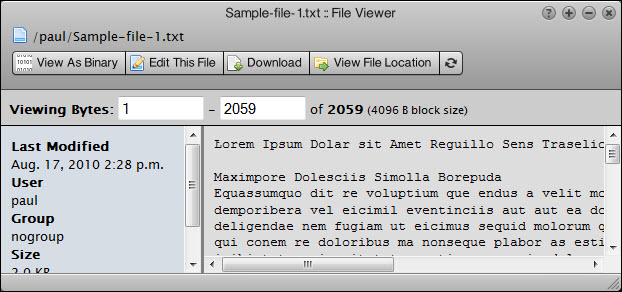 Sample-file-1.txt :: File Viewer
/paul/Sample-file-1.txt
View As Binary Edit This File Download View File Location
Viewing Bytes: 1 - 2059 of 2059 (4096 B block size)
Last Modified
Aug. 17, 2010 2:28 p.m.
User
paul
Group
nogroup
Size
2.0 KB
Lorem Ipsum Dolar sit Amet Reguillo Sens Traselic
Maximpore Dolesciis Simolla Borepuda
Equassumquo dit re voluptium que endus a velit mo
demporibera vel eicimil eventinciis aut aut ea do
deligendae nem fugiam ut eicimus sequid molorum q
qui conem re doloribus ma nonseque plabor as esti